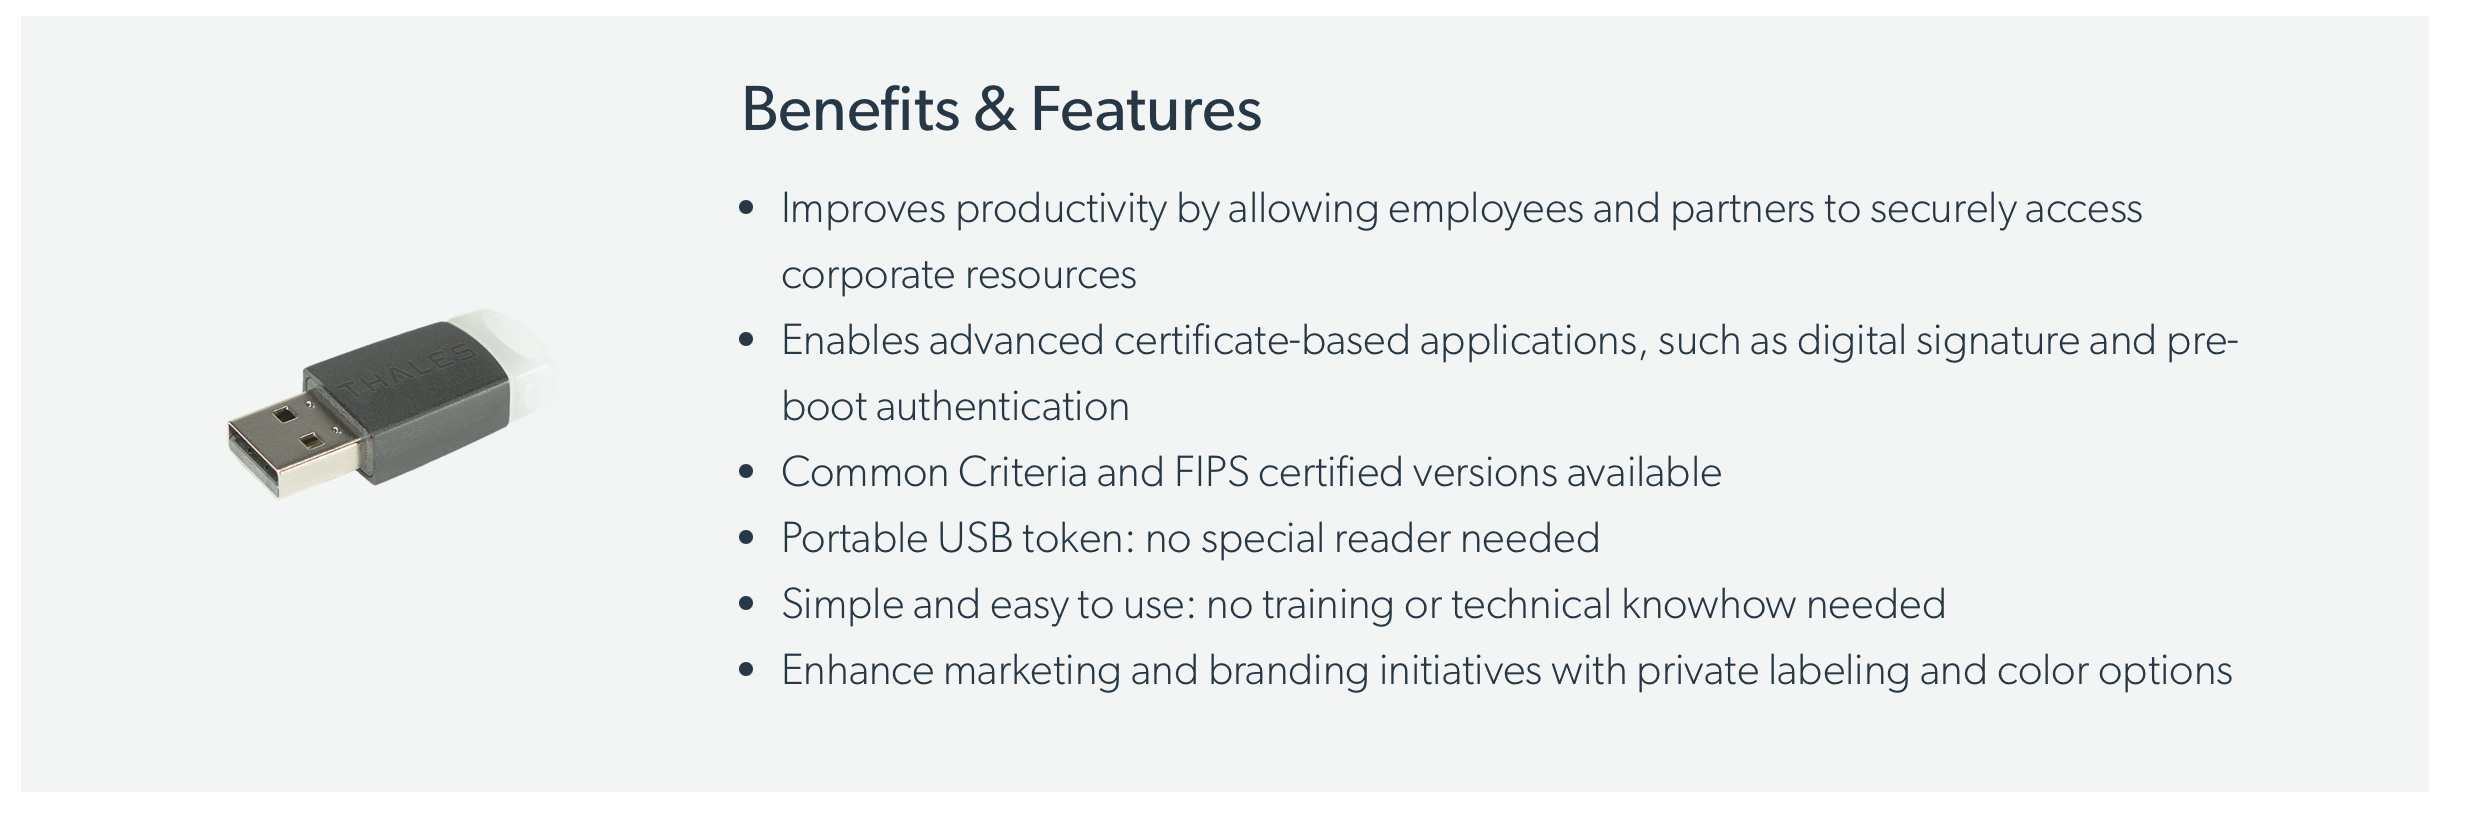 Benefits & Features
THALES
• Improves productivity by allowing employees and partners to securely access
corporate resources
• Enables advanced certificate-based applications, such as digital signature and pre-
boot authentication
• Common Criteria and FIPS certified versions available
• Portable USB token: no special reader needed
• Simple and easy to use: no training or technical knowhow needed
• Enhance marketing and branding initiatives with private labeling and color options